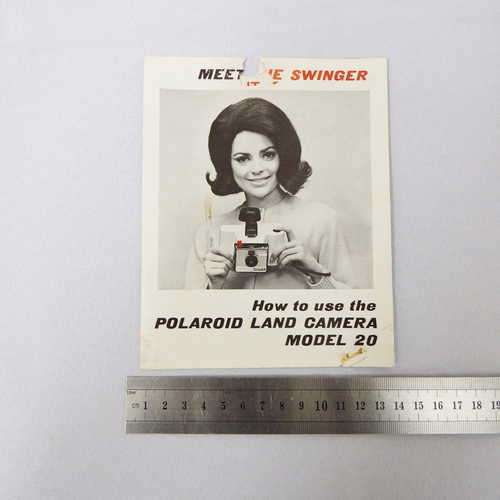 MEET THE SWINGER
How to use the
POLAROID LAND CAMERA
MODEL 20
cm 1 2 3 4 5 6 7 8 9 10 11 12 13 14 15 16 17 18 19